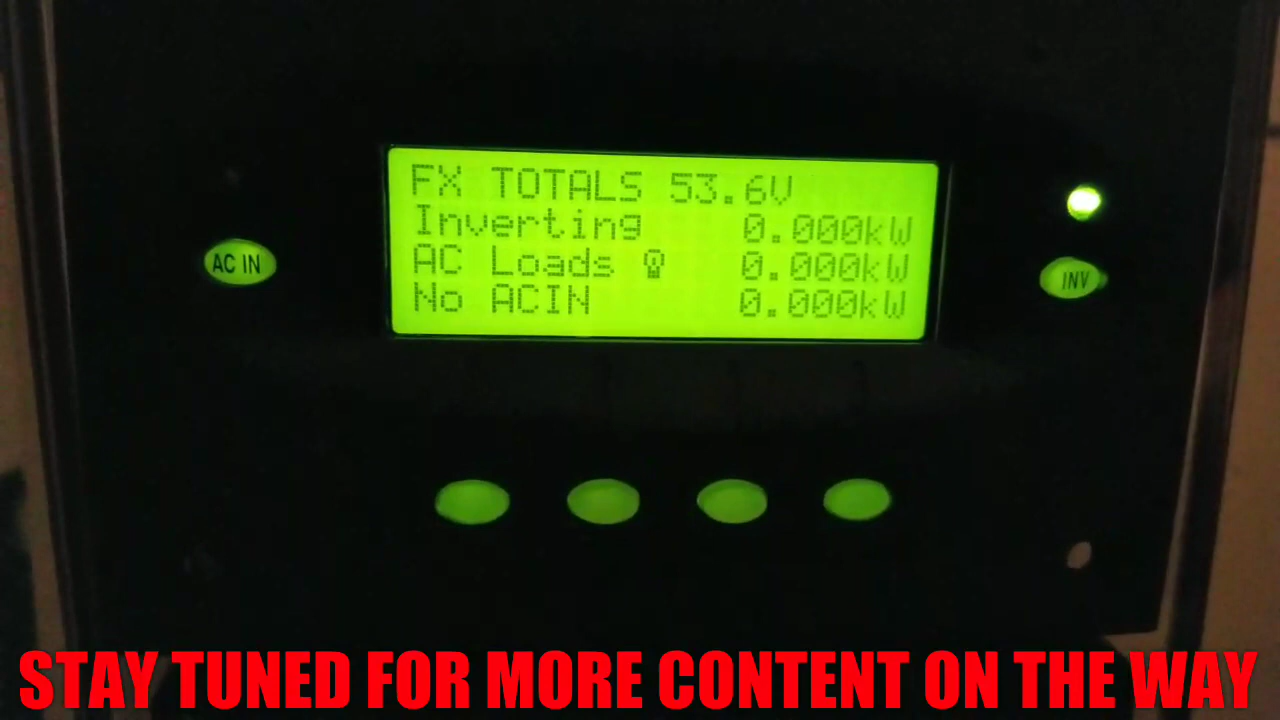 FX TOTALS 53.6V
Inverting 0.000kW
AC Loads 0.000kW
No ACIN 0.000kW
AC IN
INV
STAY TUNED FOR MORE CONTENT ON THE WAY